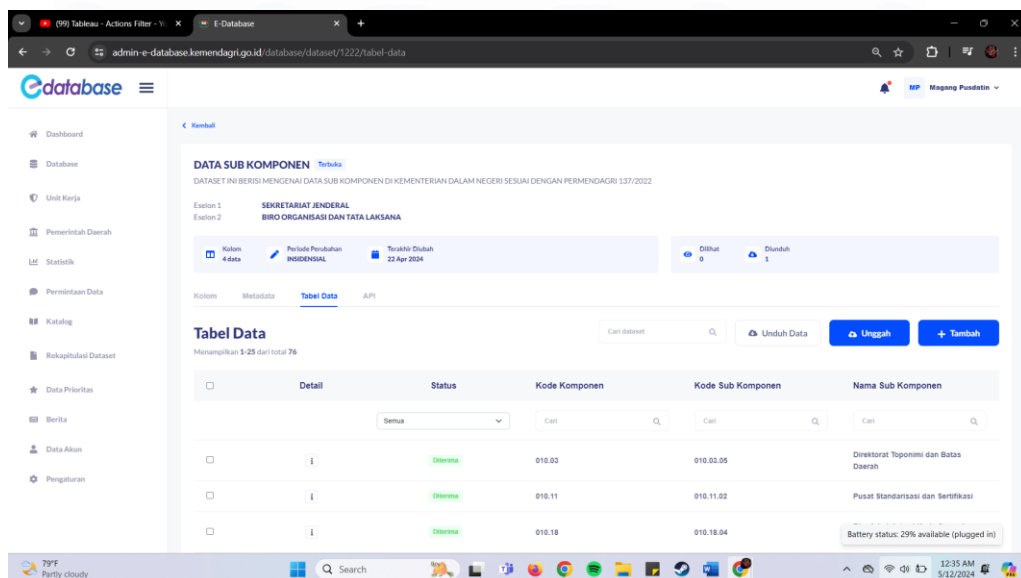 (99) Tableau - Actions Filter - Yo
E-Database
admin-e-database.kemendagri.go.id/database/dataset/1222/tabel-data
database
MP Magang Pusdatin
Kembali
Dashboard
Database
Unit Kerja
Pemerintah Daerah
Statistik
Permintaan Data
Katalog
Rekapitulasi Dataset
Data Prioritas
Berita
Data Akun
Pengaturan
DATA SUB KOMPONEN Terbuka
DATASET INI BERISI MENGENAI DATA SUB KOMPONEN DI KEMENTERIAN DALAM NEGERI SESUAI DENGAN PERMENDAGRI 137/2022
Eselon 1 SEKRETARIAT JENDERAL
Eselon 2 BIRO ORGANISASI DAN TATA LAKSANA
Kolom Periode Perubahan Terakhir Diubah Dilihat Diunduh
4 data INSIDENSIAL 22 Apr 2024 0 1
Kolom Metadata Tabel Data API
Tabel Data
Menampilkan 1-25 dari total 76
Cari dataset Unduh Data Unggah + Tambah
Detail Status Kode Komponen Kode Sub Komponen Nama Sub Komponen
Semua Cari Cari Cari
Diterima 010.03 010.03.05 Direktorat Toponimi dan Batas
Daerah
Diterima 010.11 010.11.02 Pusat Standarisasi dan Sertifikasi
Diterima 010.18 010.18.04
Battery status: 29% available (plugged in)
79°F
Partly cloudy
Search
12:35 AM
5/12/2024